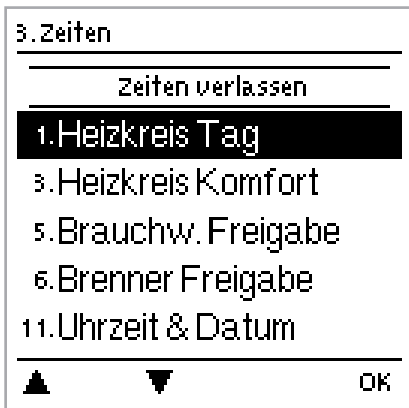 3.Zeiten
Zeiten verlassen
1.Heizkreis Tag
3.Heizkreis Komfort
5.Brauchw. Freigabe
6.Brenner Freigabe
11.Uhrzeit & Datum
▲ ▼ OK